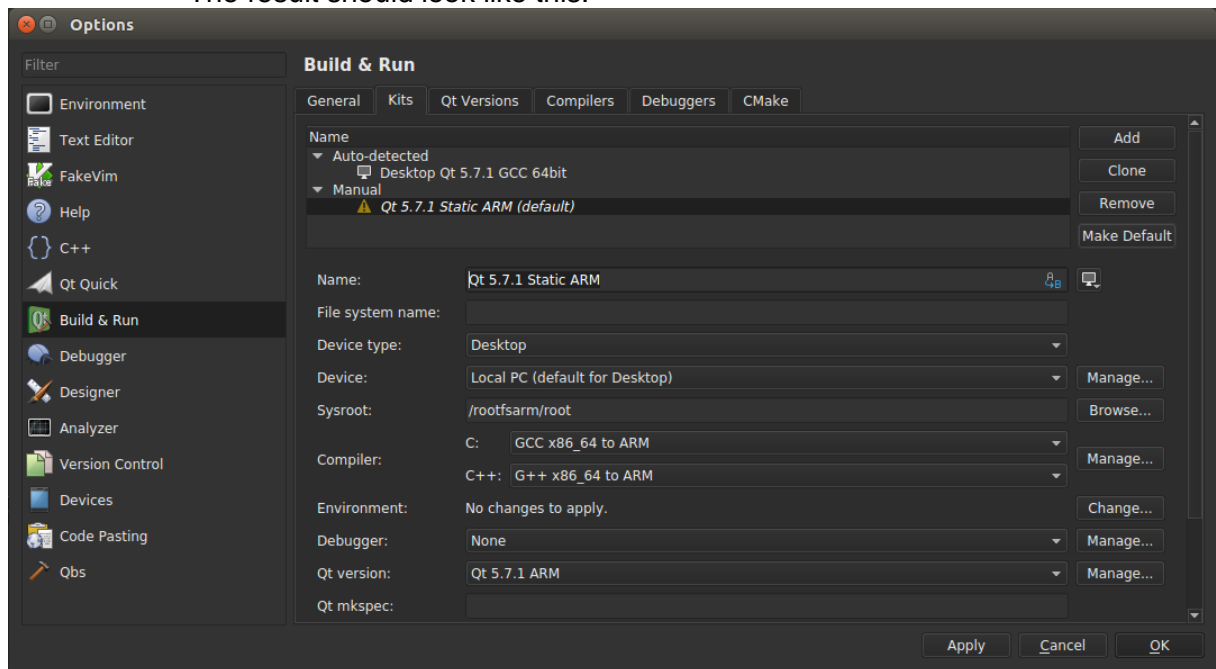 The result should look like this:
Options
Filter
Environment
Text Editor
FakeVim
Help
C++
Qt Quick
Build & Run
Debugger
Designer
Analyzer
Version Control
Devices
Code Pasting
Qbs
Build & Run
General Kits Qt Versions Compilers Debuggers CMake
Name
Auto-detected
Desktop Qt 5.7.1 GCC 64bit
Manual
Qt 5.7.1 Static ARM (default)
Add
Clone
Remove
Make Default
Name: Qt 5.7.1 Static ARM
File system name:
Device type: Desktop
Device: Local PC (default for Desktop) Manage...
Sysroot: /rootfsarm/root Browse...
Compiler: C: GCC x86_64 to ARM
C++: G++ x86_64 to ARM Manage...
Environment: No changes to apply. Change...
Debugger: None Manage...
Qt version: Qt 5.7.1 ARM Manage...
Qt mkspec:
Apply Cancel OK